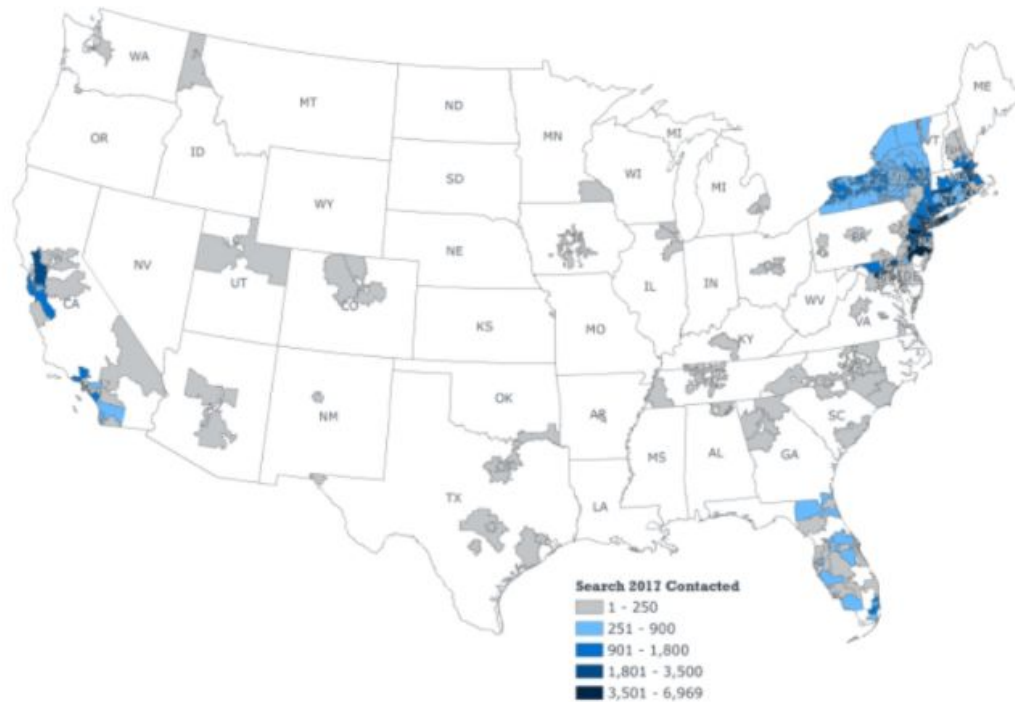 WA
ME
MT
ND
MN
OR
VT
MI
ID
WI
SD
MI
WY
NE
PA
NV
UT
IL
IN
CO
WV
CA
KS
MO
VA
KY
OK
NM
AR
SC
MS
AL
GA
TX
LA
Search 2017 Contacted
1 - 250
251 - 900
901 - 1,800
1,801 - 3,500
3,501 - 6,969